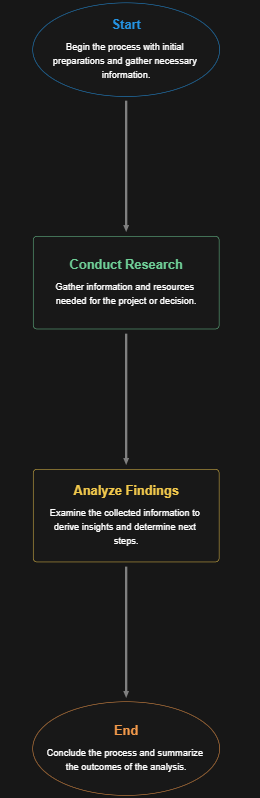 Start
Begin the process with initial
preparations and gather necessary
information.
Conduct Research
Gather information and resources
needed for the project or decision.
Analyze Findings
Examine the collected information to
derive insights and determine next
steps.
End
Conclude the process and summarize
the outcomes of the analysis.